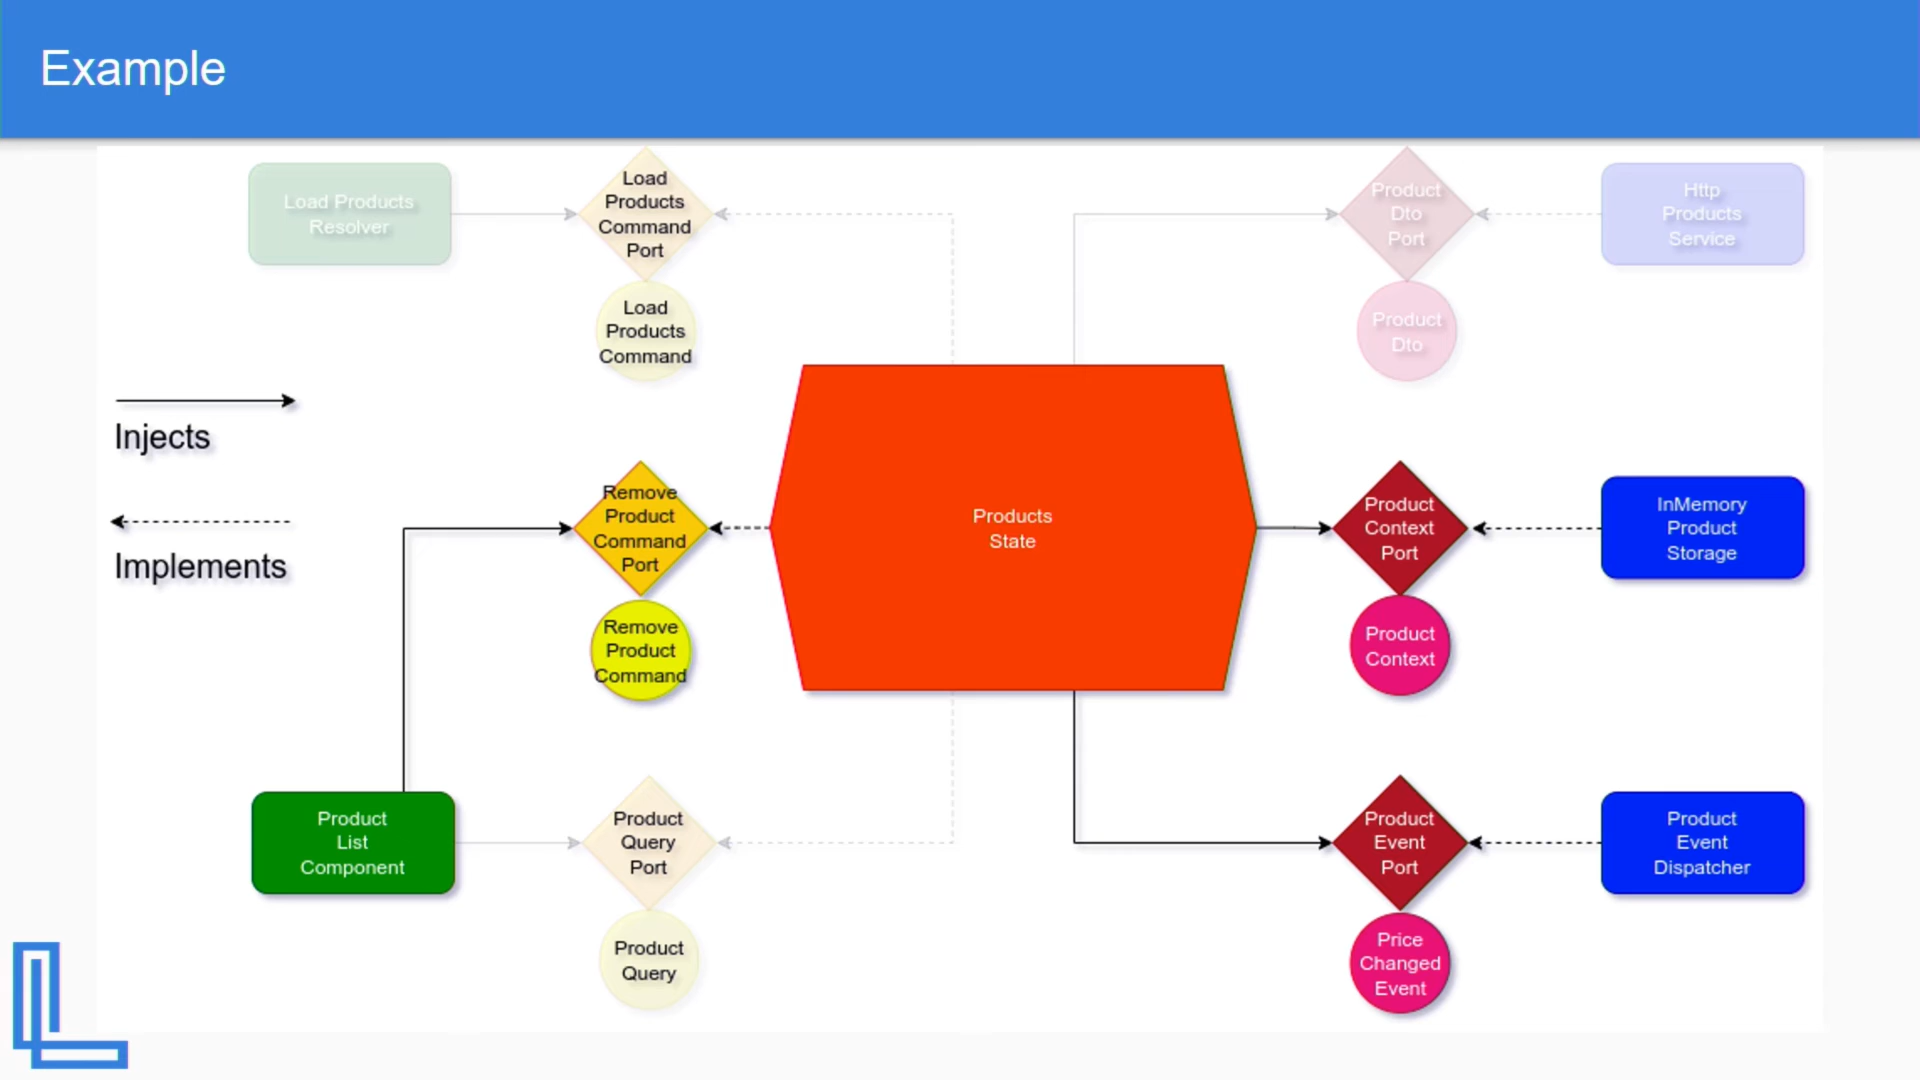 Example
Load Products
Resolver
Load
Products
Command
Port
Load
Products
Command
Product
Dto
Port
Product
Dto
Http
Products
Service
Injects
Implements
Remove
Product
Command
Port
Remove
Product
Command
Products
State
Product
Context
Port
Product
Context
InMemory
Product
Storage
Product
List
Component
Product
Query
Port
Product
Query
Product
Event
Port
Price
Changed
Event
Product
Event
Dispatcher